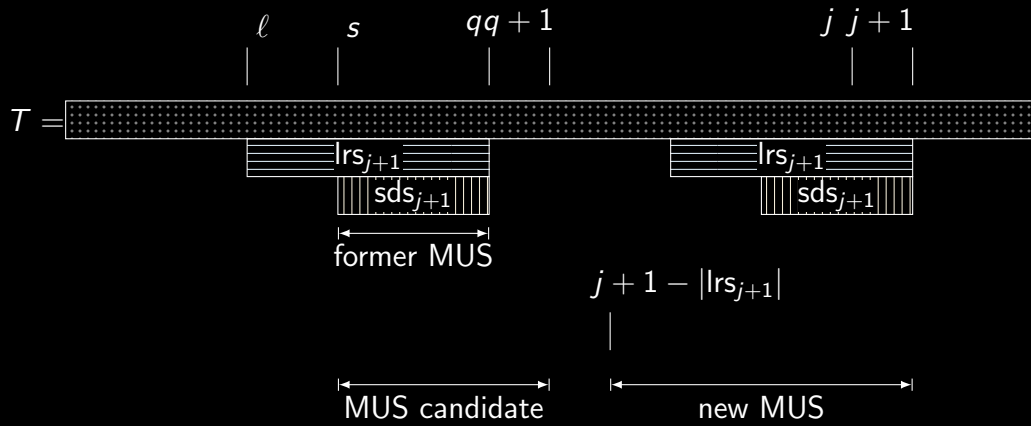 ℓ s qq + 1 j j + 1
T =
lrs_{j+1} lrs_{j+1}
sds_{j+1} sds_{j+1}
former MUS
j + 1 − |lrs_{j+1}|
MUS candidate new MUS